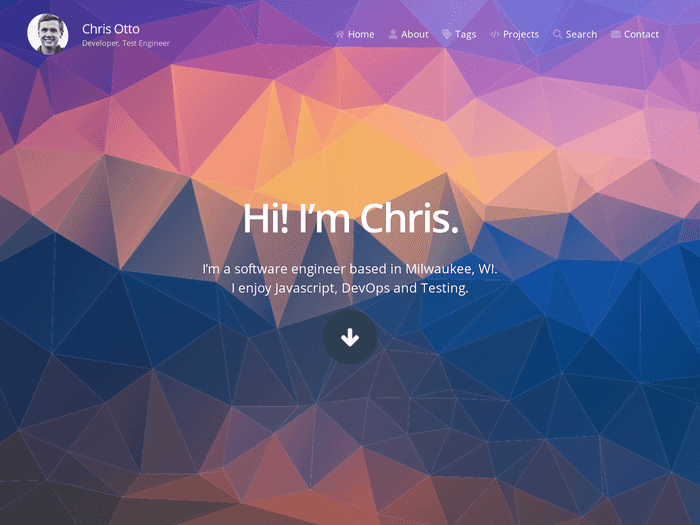 Chris Otto
Developer. Test Engineer
Home About Tags Projects Search Contact
Hi! I'm Chris.
I'm a software engineer based in Milwaukee, WI.
I enjoy Javascript, DevOps and Testing.